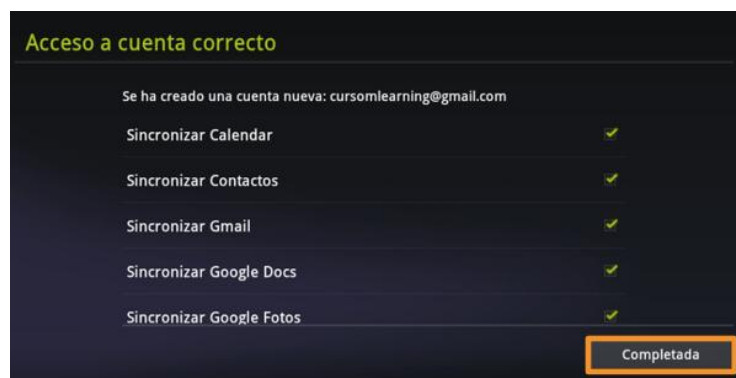 Acceso a cuenta correcto
Se ha creado una cuenta nueva: cursomlearning@gmail.com
Sincronizar Calendar
Sincronizar Contactos
Sincronizar Gmail
Sincronizar Google Docs
Sincronizar Google Fotos
Completada